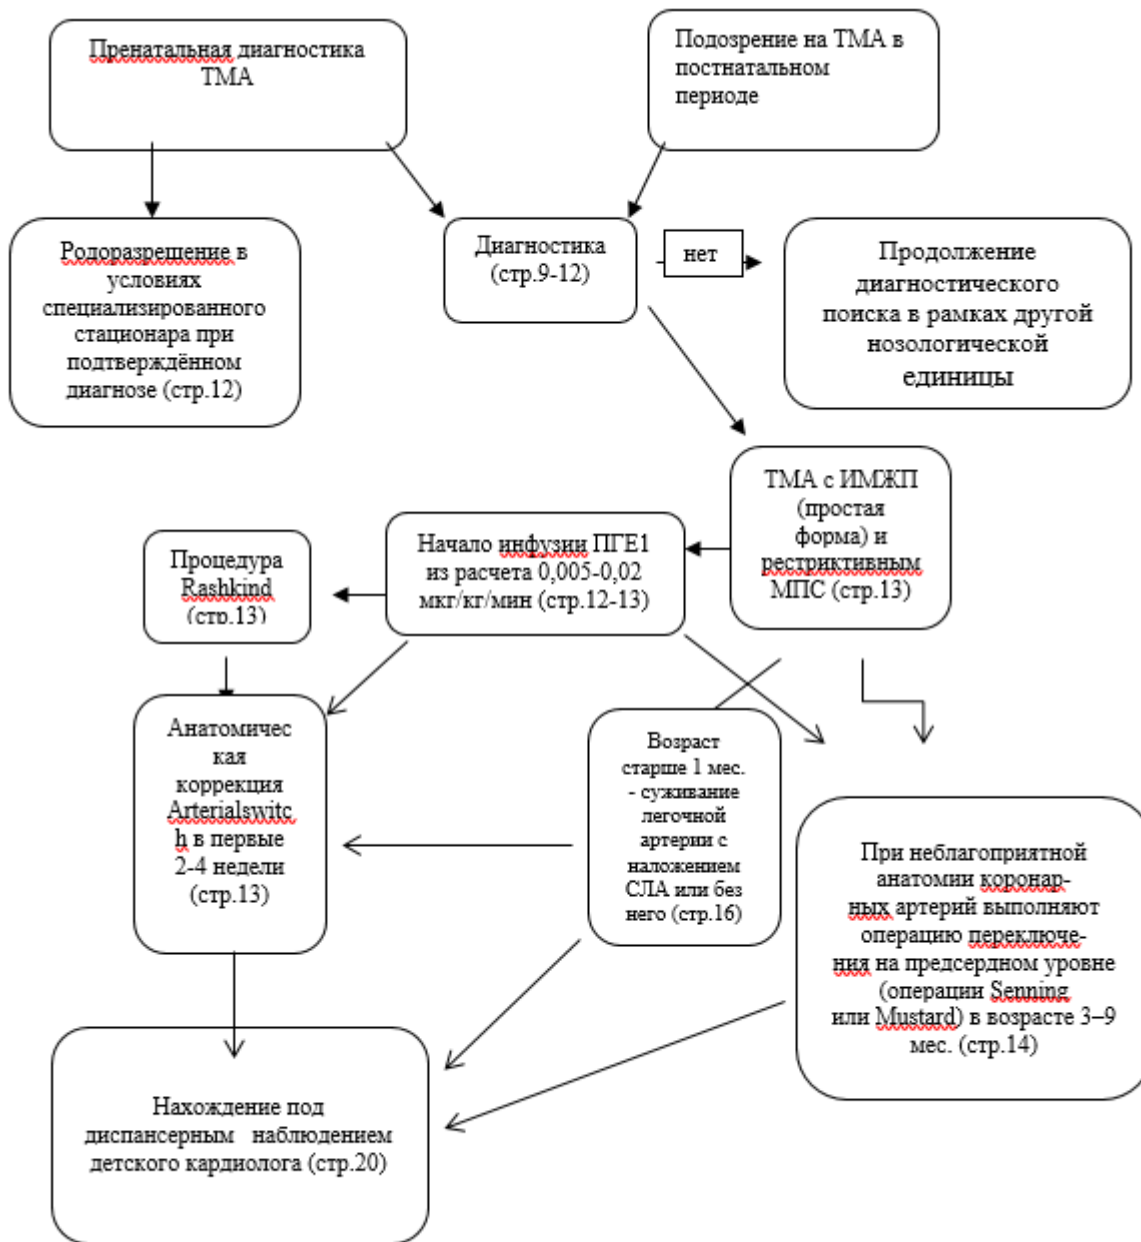 Пренатальная диагностика
ТМА
Подозрение на ТМА в
постнатальном
периоде
Родоразрешение в
условиях
специализированного
стационара при
подтверждённом
диагнозе (стр.12)
Диагностика
(стр.9-12)
нет
Продолжение
диагностического
поиска в рамках другой
нозологической
единицы
ТМА с ИМЖП
(простая
форма) и
рестриктивным
МПС (стр.13)
Начало инфузии ПГЕ1
из расчета 0,005-0,02
мкг/кг/мин (стр.12-13)
Процедура
Rashkind
(стр.13)
Анатомичес
кая
коррекция
Arterialswitc
h в первые
2-4 недели
(стр.13)
Возраст
старше 1 мес.
- суживание
легочной
артерии с
наложением
СЛА или без
него (стр.16)
При неблагоприятной
анатомии коронар-
ных артерий выполняют
операцию переключе-
ния на предсердном уровне
(операции Senning
или Mustard) в возрасте 3–9
мес. (стр.14)
Нахождение под
диспансерным наблюдением
детского кардиолога (стр.20)